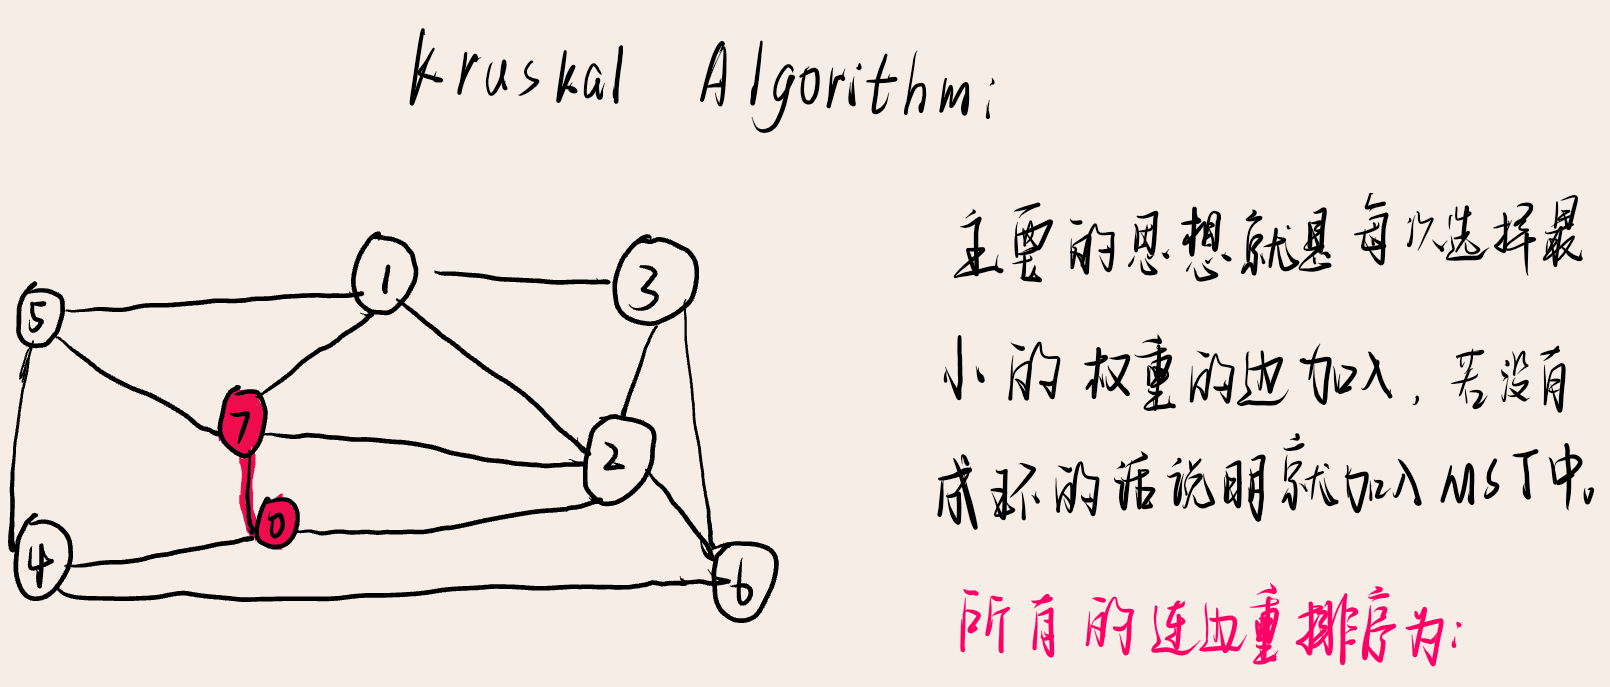 Kruskal Algorithm:
主要的思想就是每次选择最
小的权重的边加入，若没有
成环的话说明就加入MST中。
所有的连边重排序为:
1
3
5
7
2
0
4
6